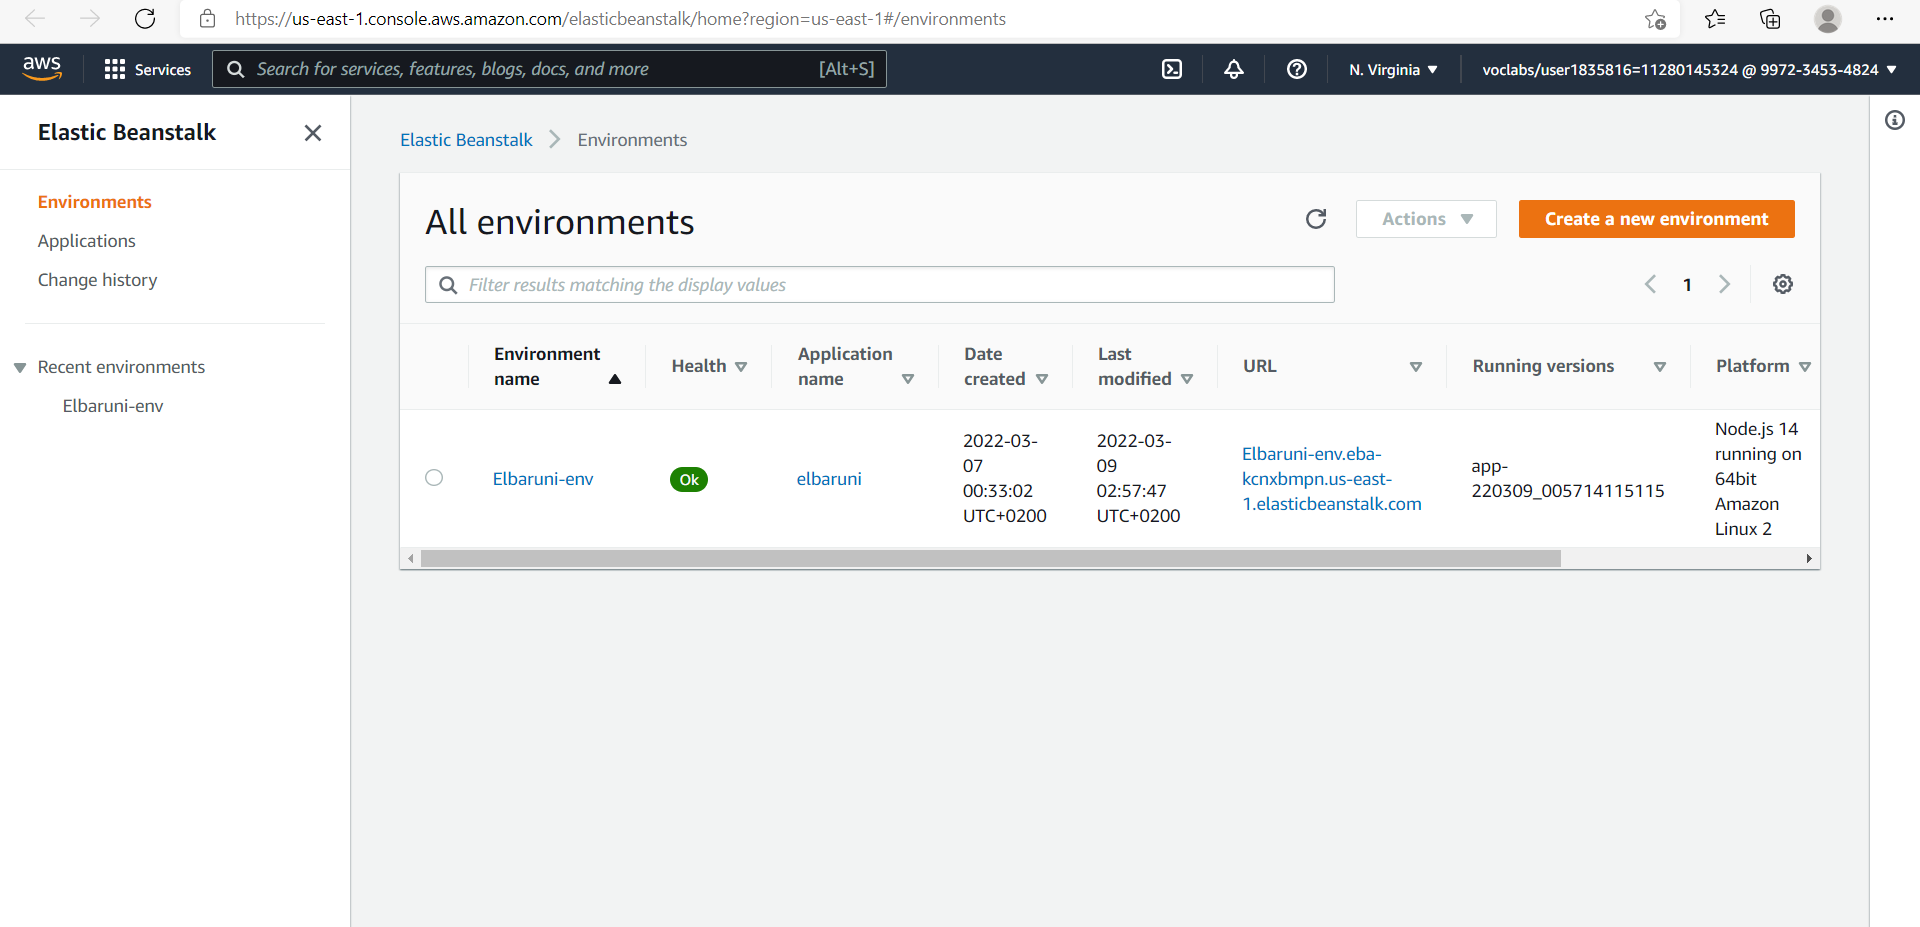 https://us-east-1.console.aws.amazon.com/elasticbeanstalk/home?region=us-east-1#/environments
aws
Services
Search for services, features, blogs, docs, and more
[Alt+S]
N. Virginia
voclabs/user1835816=11280145324 @ 9972-3453-4824
Elastic Beanstalk
Environments
Applications
Change history
Recent environments
Elbaruni-env
Elastic Beanstalk
Environments
All environments
Actions
Create a new environment
Filter results matching the display values
1
Environment
name
Health
Application
name
Date
created
Last
modified
URL
Running versions
Platform
Elbaruni-env
Ok
elbaruni
2022-03-
07
00:33:02
UTC+0200
2022-03-
09
02:57:47
UTC+0200
Elbaruni-env.eba-
kcnxbmpn.us-east-
1.elasticbeanstalk.com
app-
220309_005714115115
Node.js 14
running on
64bit
Amazon
Linux 2